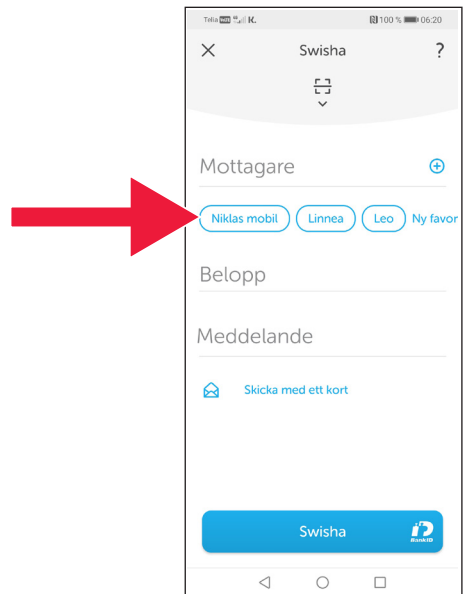 Telia K. 100 % 06:20
Swisha ?
Mottagare
Niklas mobil Linnea Leo Ny favor
Belopp
Meddelande
Skicka med ett kort
Swisha BankID